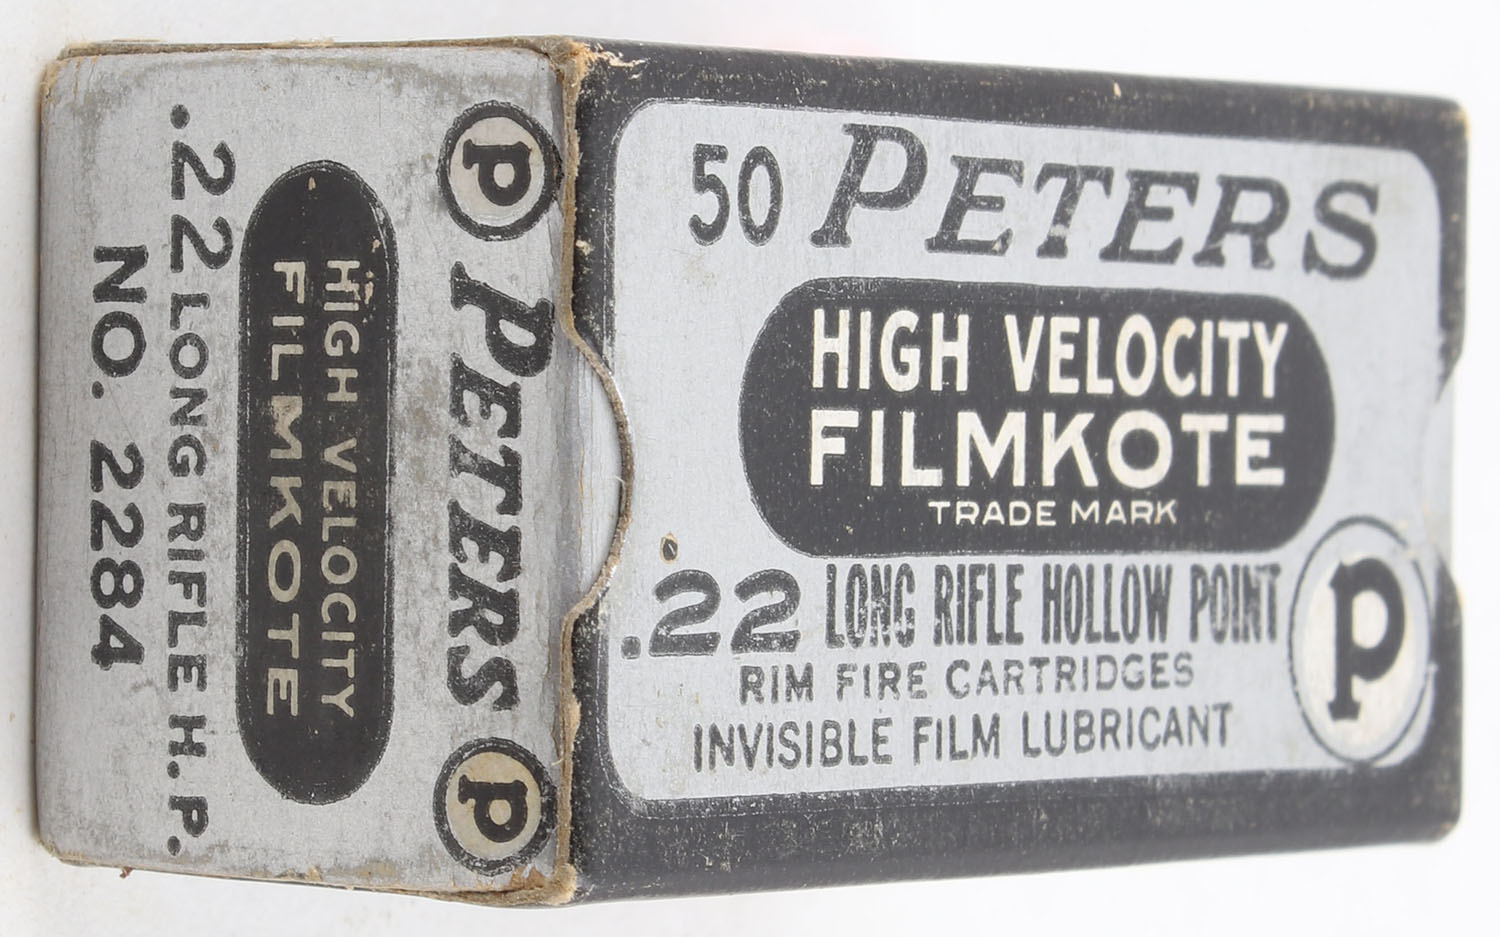 50 PETERS
HIGH VELOCITY
FILMKOTE
TRADE MARK
.22 LONG RIFLE HOLLOW POINT
RIM FIRE CARTRIDGES
INVISIBLE FILM LUBRICANT
P
P PETERS P
HIGH VELOCITY
FILMKOTE
.22 LONG RIFLE H.P.
NO. 2284